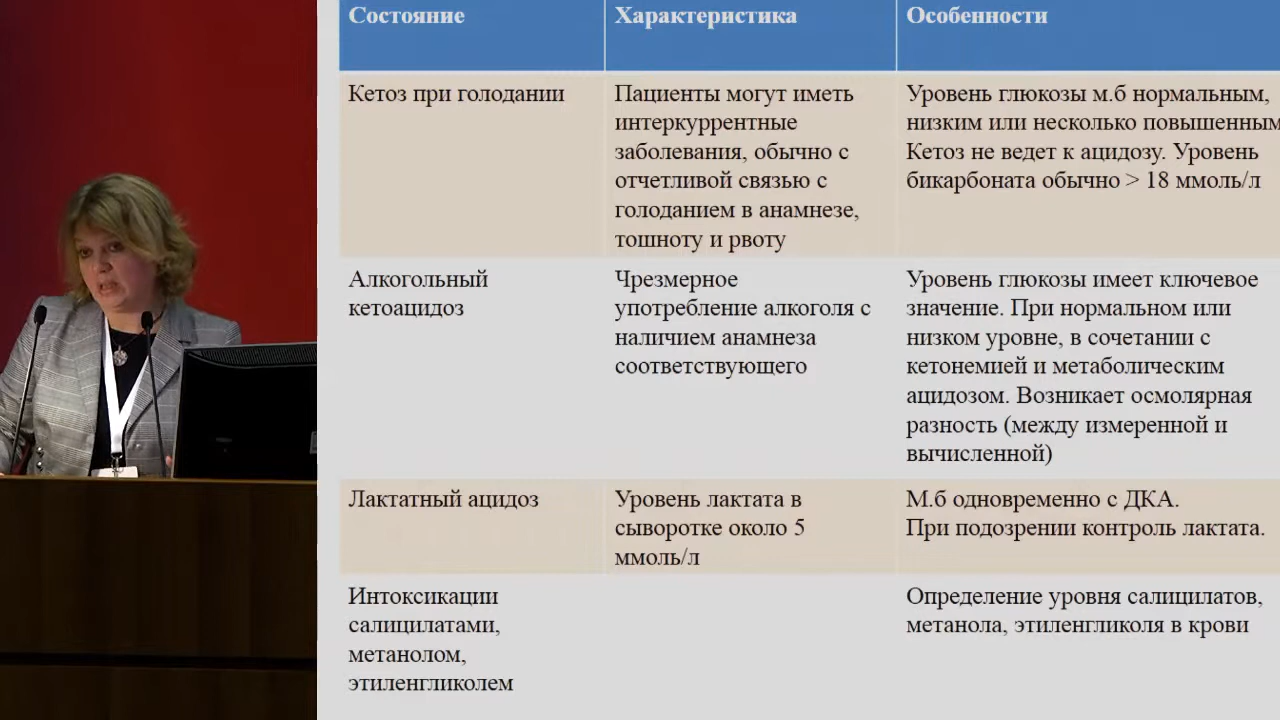 Состояние
Характеристика
Особенности
Кетоз при голодании
Пациенты могут иметь
интеркуррентные
заболевания, обычно с
отчетливой связью с
голоданием в анамнезе,
тошноту и рвоту
Уровень глюкозы м.б нормальным,
низким или несколько повышенным
Кетоз не ведет к ацидозу. Уровень
бикарбоната обычно > 18 ммоль/л
Алкогольный
кетоацидоз
Чрезмерное
употребление алкоголя с
наличием анамнеза
соответствующего
Уровень глюкозы имеет ключевое
значение. При нормальном или
низком уровне, в сочетании с
кетонемией и метаболическим
ацидозом. Возникает осмолярная
разность (между измеренной и
вычисленной)
Лактатный ацидоз
Уровень лактата в
сыворотке около 5
ммоль/л
М.б одновременно с ДКА.
При подозрении контроль лактата.
Интоксикации
салицилатами,
метанолом,
этиленгликолем
Определение уровня салицилатов,
метанола, этиленгликоля в крови